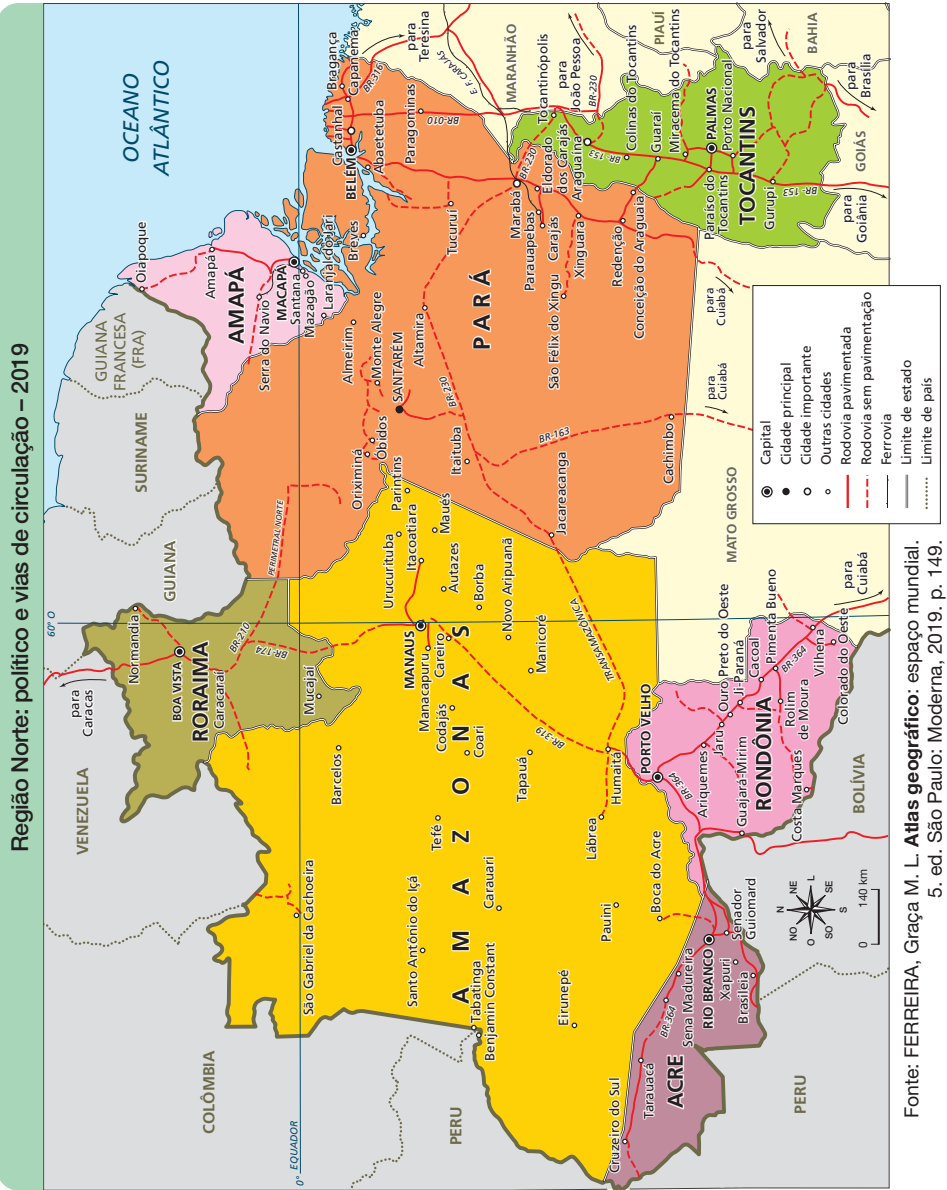 Região Norte: político e vias de circulação – 2019
OCEANO
ATLÂNTICO
60° O
0° EQUADOR
VENEZUELA
COLÔMBIA
PERU
PERU
BOLÍVIA
GUIANA
SURINAME
GUIANA
FRANCESA
(FRA)
MARANHÃO
PIAUÍ
BAHIA
GOIÁS
MATO GROSSO
para
Caracas
para
Teresina
para
João Pessoa
para
Salvador
para
Brasília
para
Goiânia
para
Cuiabá
para
Cuiabá
para
Cuiabá
RORAIMA
Normandia
BOA VISTA
Caracaraí
Mucajaí
BR-210
BR-174
PERIMETRAL NORTE
AMAPÁ
Oiapoque
Amapá
Serra do Navio
MACAPÁ
Santana
Mazagão
Laranjal do Jari
PARÁ
Bragança
Capanema
Castanhal
BELÉM
Abaetetuba
Paragominas
BR-316
BR-010
E. F. CARAJÁS
Breves
Almeirim
Monte Alegre
SANTARÉM
Óbidos
Oriximiná
Altamira
Tucuruí
Itaituba
BR-230
BR-163
Jacareacanga
Cachimbo
Marabá
BR-230
Eldorado
dos Carajás
Parauapebas
Carajás
Xinguara
São Félix do Xingu
Redenção
Conceição do Araguaia
TOCANTINS
Tocantinópolis
BR-230
Araguaína
BR-153
Colinas do Tocantins
Guaraí
Miracema do Tocantins
PALMAS
Porto Nacional
Paraíso do
Tocantins
Gurupi
BR-153
AMAZONAS
São Gabriel da Cachoeira
Barcelos
Santo Antônio do Içá
Tabatinga
Benjamin Constant
Tefé
Carauari
Eirunepé
Pauini
Boca do Acre
Lábrea
Humaitá
Tapauá
Coari
Codajás
Manacapuru
Careiro
MANAUS
Urucurituba
Itacoatiara
Autazes
Borba
Novo Aripuanã
Manicoré
Parintins
Maués
BR-319
TRANSAMAZÔNICA
ACRE
Cruzeiro do Sul
Tarauacá
BR-364
Sena Madureira
RIO BRANCO
Xapuri
Brasileia
Senador
Guiomard
RONDÔNIA
PORTO VELHO
BR-364
Ariquemes
Jaru
Ouro Preto do Oeste
Ji-Paraná
Cacoal
Pimenta Bueno
BR-364
Vilhena
Rolim
de Moura
Colorado do Oeste
Guajará-Mirim
Costa Marques
NO
N
NE
O
L
SO
S
SE
0
140 km
Capital
Cidade principal
Cidade importante
Outras cidades
Rodovia pavimentada
Rodovia sem pavimentação
Ferrovia
Limite de estado
Limite de país
Fonte: FERREIRA, Graça M. L. Atlas geográfico: espaço mundial.
5. ed. São Paulo: Moderna, 2019. p. 149.